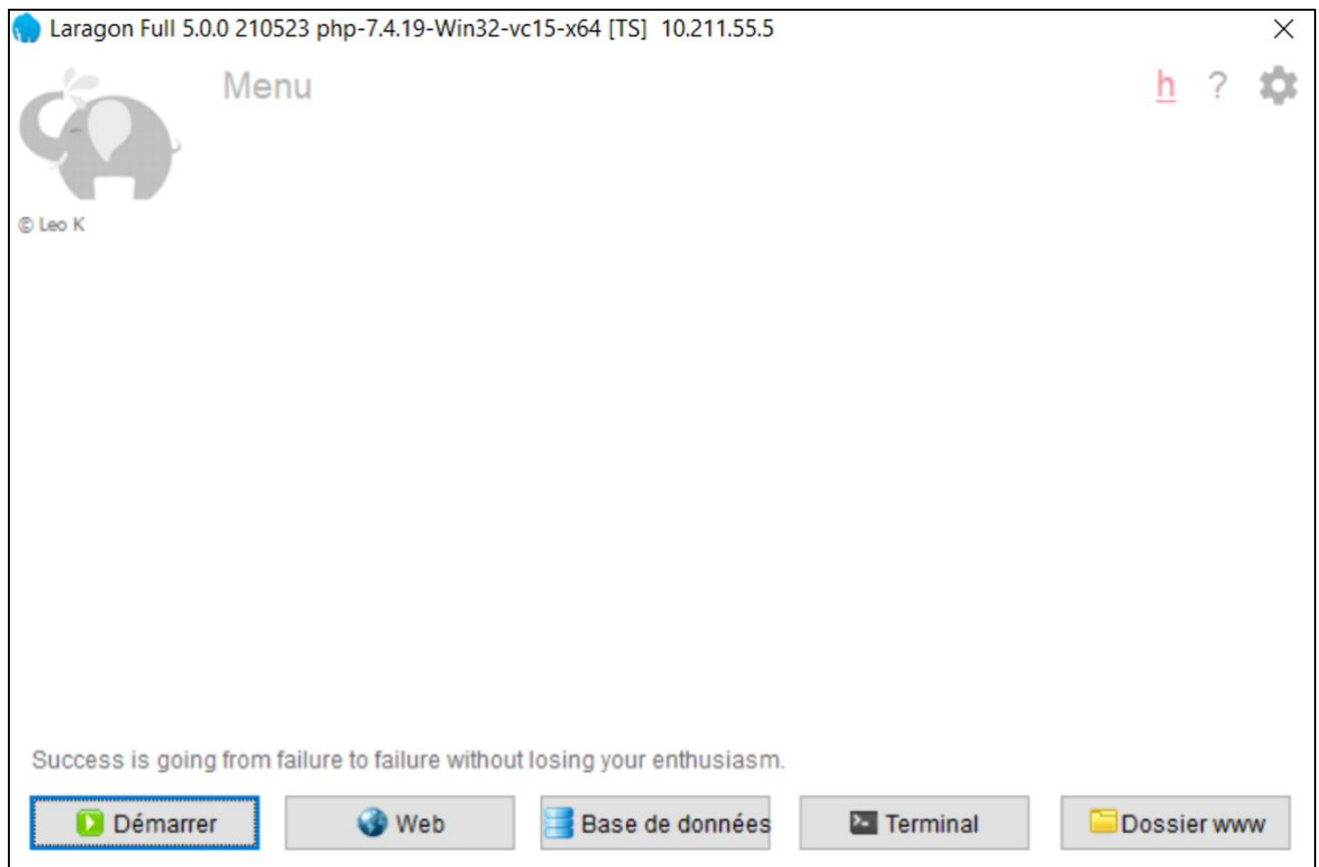 Laragon Full 5.0.0 210523 php-7.4.19-Win32-vc15-x64 [TS] 10.211.55.5
Menu
h ?
© Leo K
Success is going from failure to failure without losing your enthusiasm.
Démarrer
Web
Base de données
Terminal
Dossier www